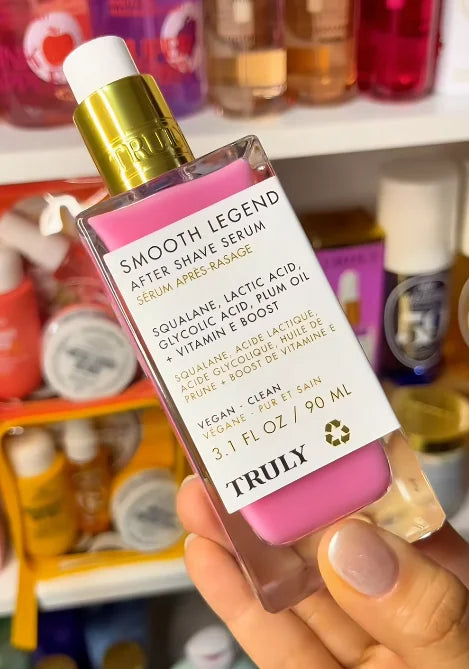 TRULY
SMOOTH LEGEND
AFTER SHAVE SERUM
SÉRUM APRÈS-RASAGE
SQUALANE, LACTIC ACID,
GLYCOLIC ACID, PLUM OIL
+ VITAMIN E BOOST
SQUALANE, ACIDE LACTIQUE,
ACIDE GLYCOLIQUE, HUILE DE
PRUNE + BOOST DE VITAMINE E
VEGAN - CLEAN
VÉGANE - PUR ET SAIN
3.1 FL OZ / 90 ML
TRULY